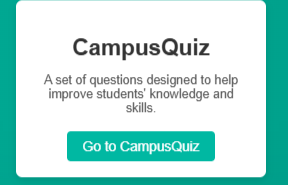 CampusQuiz
A set of questions designed to help
improve students' knowledge and
skills.
Go to CampusQuiz